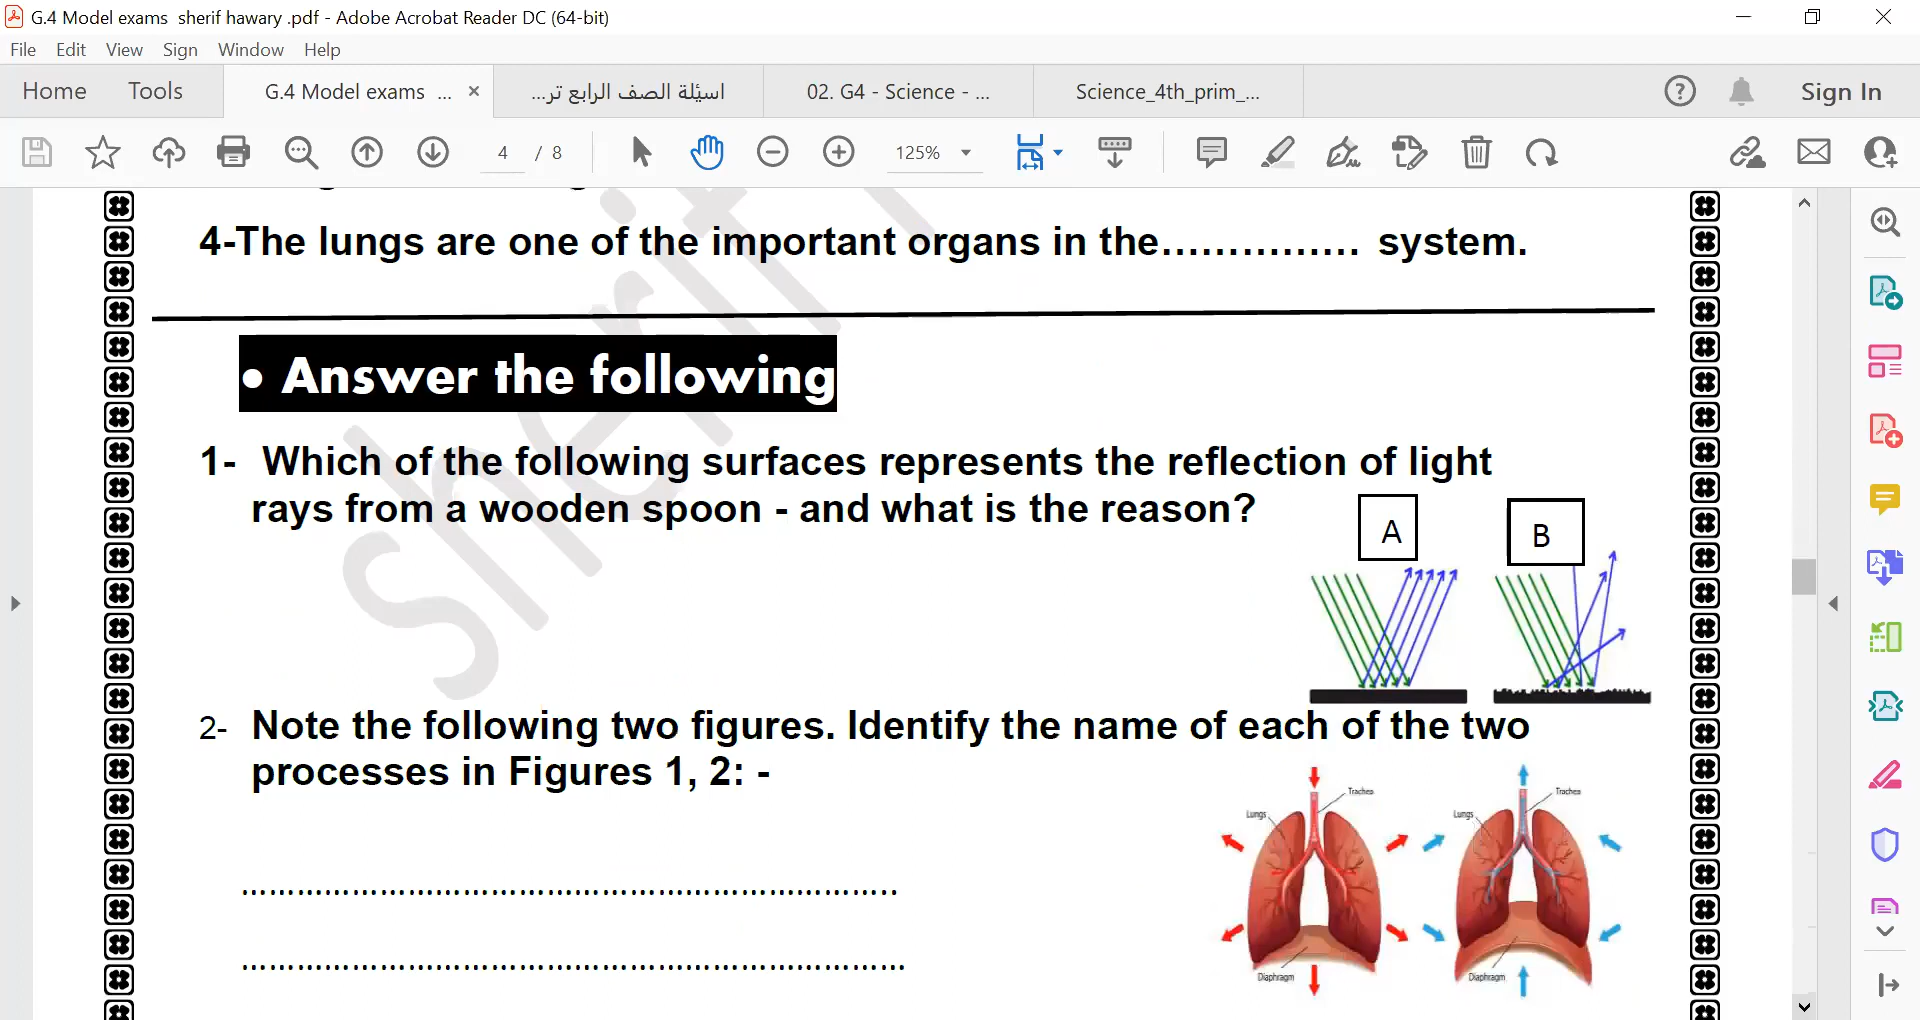 G.4 Model exams sherif hawary .pdf - Adobe Acrobat Reader DC (64-bit)
File Edit View Sign Window Help
Home Tools G.4 Model exams ... × اسئلة الصف الرابع تر... 02. G4 - Science - ... Science_4th_prim_... Sign In
4 / 8 125%
4-The lungs are one of the important organs in the............... system.
• Answer the following
1- Which of the following surfaces represents the reflection of light
rays from a wooden spoon - and what is the reason?
A B
2- Note the following two figures. Identify the name of each of the two
processes in Figures 1, 2: -
Trachea Trachea
Lungs Lungs
Diaphragm Diaphragm
sherif